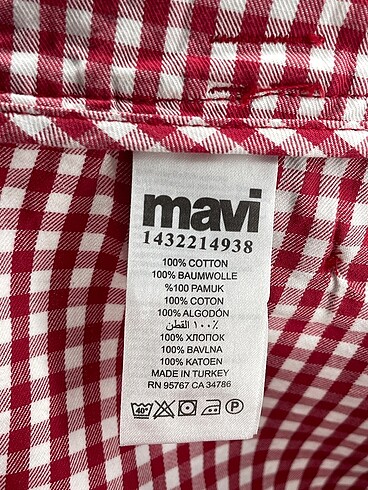 mavi
1432214938
100% COTTON
100% BAUMWOLLE
%100 PAMUK
100% COTON
100% ALGODÓN
١٠٠٪ القطن
100% ХЛОПОК
100% BAVLNA
100% KATOEN
MADE IN TURKEY
RN 95767 CA 34786
40° P